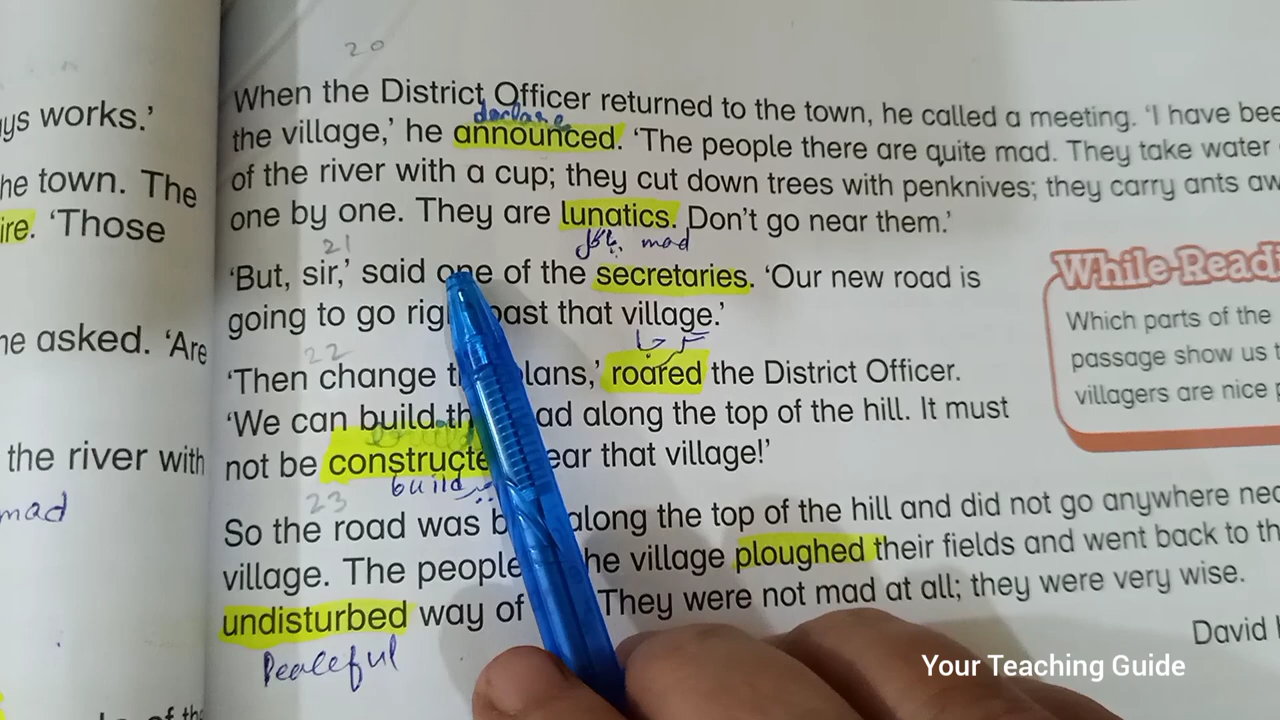 20
ys works.'
he town. The
ire. 'Those
he asked. 'Are
the river with
mad
of the
When the District Officer returned to the town, he called a meeting. 'I have bee
declare
the village,' he announced. 'The people there are quite mad. They take water
of the river with a cup; they cut down trees with penknives; they carry ants aw
one by one. They are lunatics. Don't go near them.'
پاگل mad
21
'But, sir,' said one of the secretaries. 'Our new road is
going to go rig past that village.'
گرجا
22
'Then change t plans,' roared the District Officer.
'We can build th ad along the top of the hill. It must
not be constructe ear that village!'
build
23
So the road was b along the top of the hill and did not go anywhere nea
village. The people he village ploughed their fields and went back to th
undisturbed way of They were not mad at all; they were very wise.
Peaceful
David
While-Readi
Which parts of the
passage show us t
villagers are nice p
Your Teaching Guide